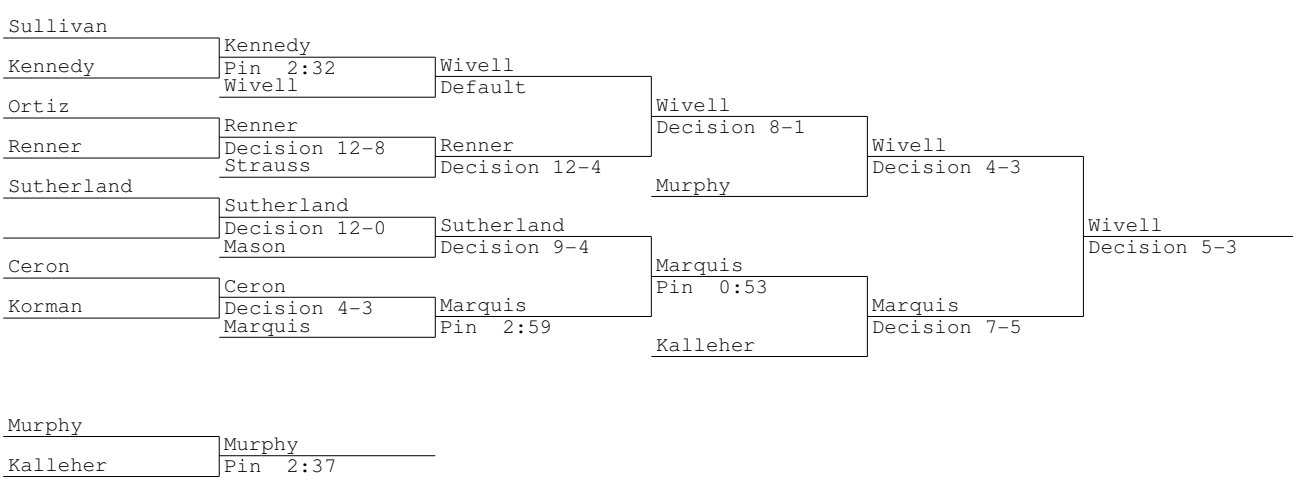 Sullivan
Kennedy
Kennedy
Pin 2:32
Wivell
Wivell
Default
Ortiz
Renner
Renner
Decision 12-8
Strauss
Renner
Decision 12-4
Wivell
Decision 8-1
Murphy
Wivell
Decision 4-3
Sutherland
Sutherland
Decision 12-0
Mason
Sutherland
Decision 9-4
Ceron
Korman
Ceron
Decision 4-3
Marquis
Marquis
Pin 2:59
Marquis
Pin 0:53
Kalleher
Marquis
Decision 7-5
Wivell
Decision 5-3
Murphy
Kalleher
Murphy
Pin 2:37